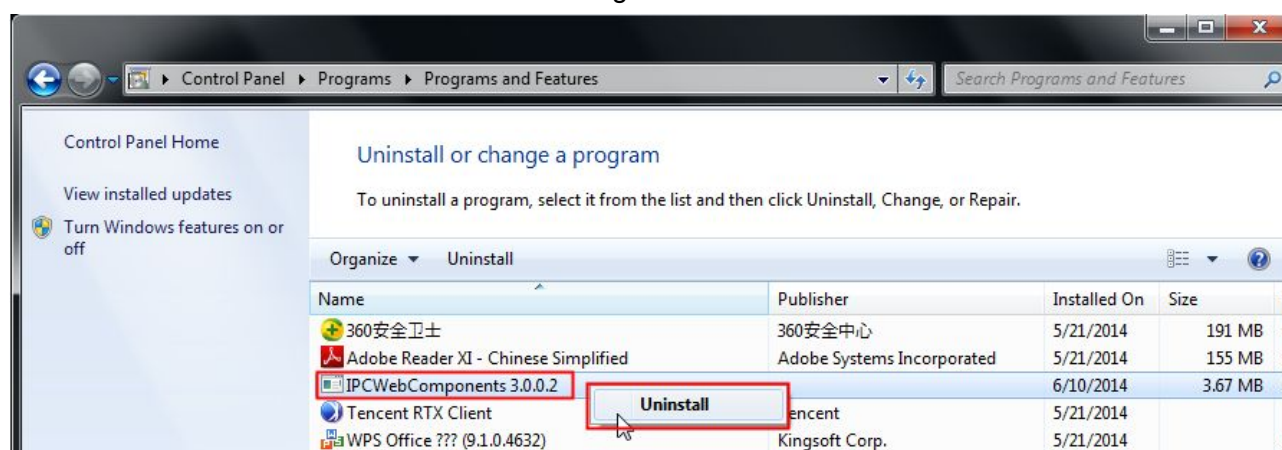 Control Panel ▸ Programs ▸ Programs and Features
Search Programs and Features
Control Panel Home
View installed updates
Turn Windows features on or
off
Uninstall or change a program
To uninstall a program, select it from the list and then click Uninstall, Change, or Repair.
Organize Uninstall
Name Publisher Installed On Size
360安全卫士 360安全中心 5/21/2014 191 MB
Adobe Reader XI - Chinese Simplified Adobe Systems Incorporated 5/21/2014 155 MB
IPCWebComponents 3.0.0.2 6/10/2014 3.67 MB
Uninstall
Tencent RTX Client encent 5/21/2014
WPS Office ??? (9.1.0.4632) Kingsoft Corp. 5/21/2014